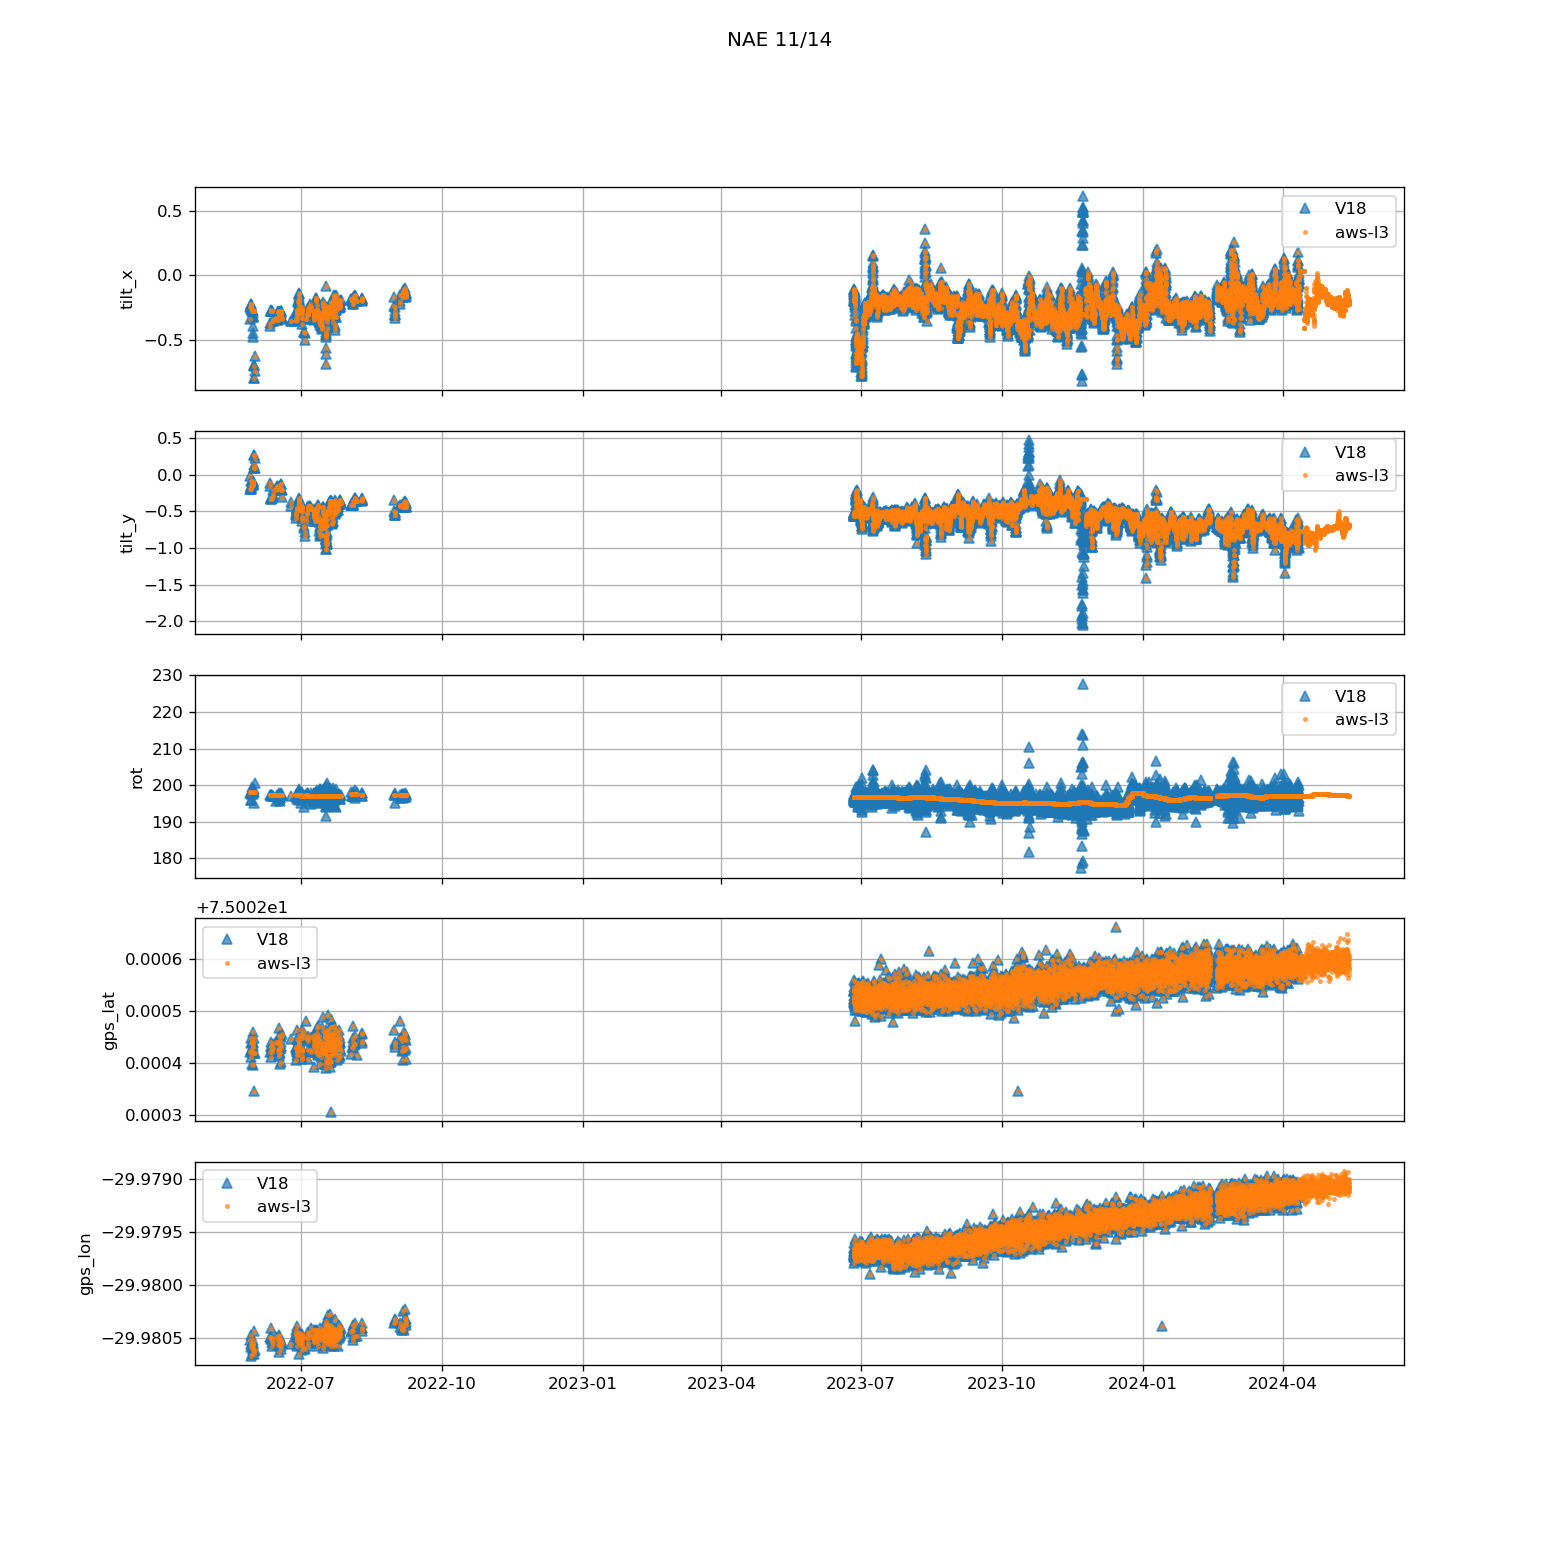 NAE 11/14
0.5
0.0
−0.5
tilt_x
V18
aws-l3
0.5
0.0
−0.5
−1.0
−1.5
−2.0
tilt_y
V18
aws-l3
230
220
210
200
190
180
rot
V18
aws-l3
+7.5002e1
0.0006
0.0005
0.0004
0.0003
gps_lat
V18
aws-l3
−29.9790
−29.9795
−29.9800
−29.9805
gps_lon
V18
aws-l3
2022-07 2022-10 2023-01 2023-04 2023-07 2023-10 2024-01 2024-04